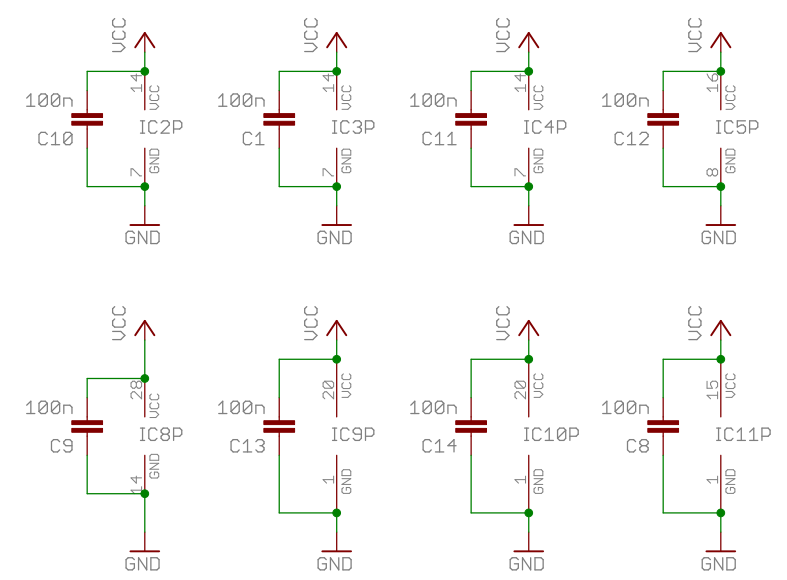 VCC VCC VCC VCC
14 14 14 16
VCC VCC VCC VCC
100n 100n 100n 100n
C10 IC2P C1 IC3P C11 IC4P C12 IC5P
GND GND GND GND
7 7 7 8
GND GND GND GND
VCC VCC VCC VCC
28 20 20 15
VCC VCC VCC VCC
100n 100n 100n 100n
C9 IC8P C13 IC9P C14 IC10P C8 IC11P
GND GND GND GND
14 1 1 1
GND GND GND GND